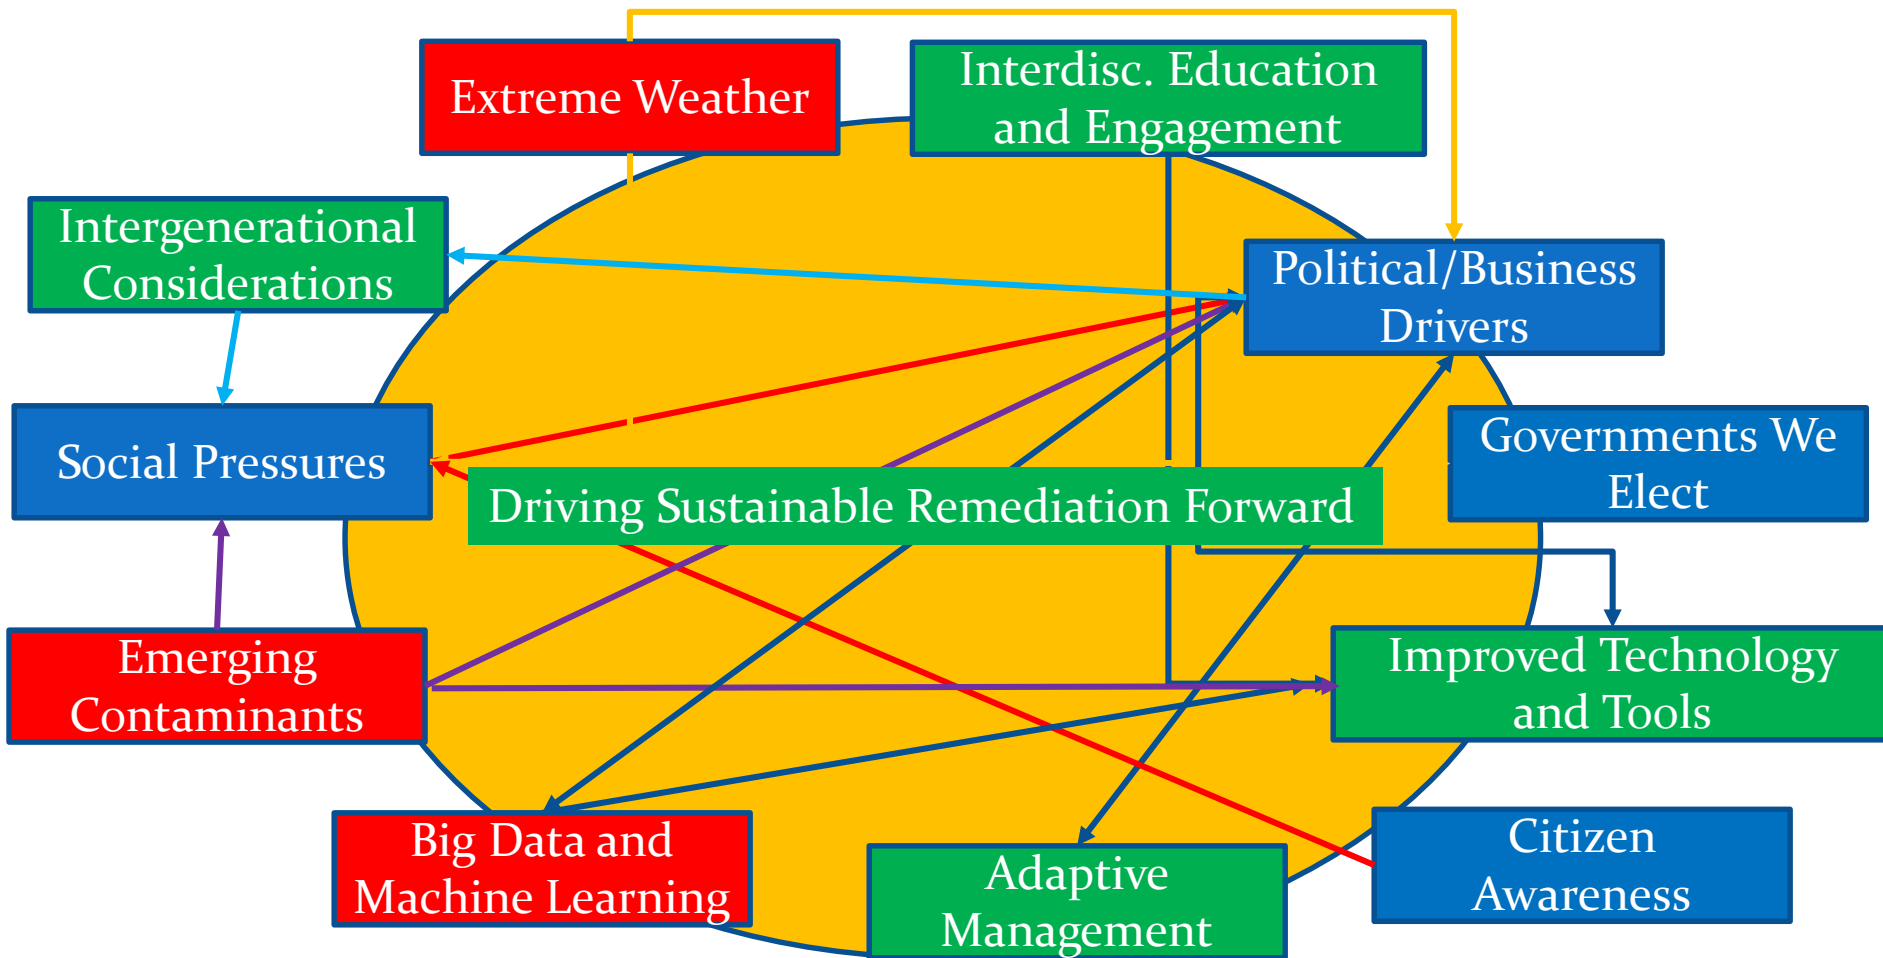 Extreme Weather
Interdisc. Education
and Engagement
Intergenerational
Considerations
Political/Business
Drivers
Social Pressures
Governments We
Elect
Driving Sustainable Remediation Forward
Emerging
Contaminants
Improved Technology
and Tools
Big Data and
Machine Learning
Adaptive
Management
Citizen
Awareness